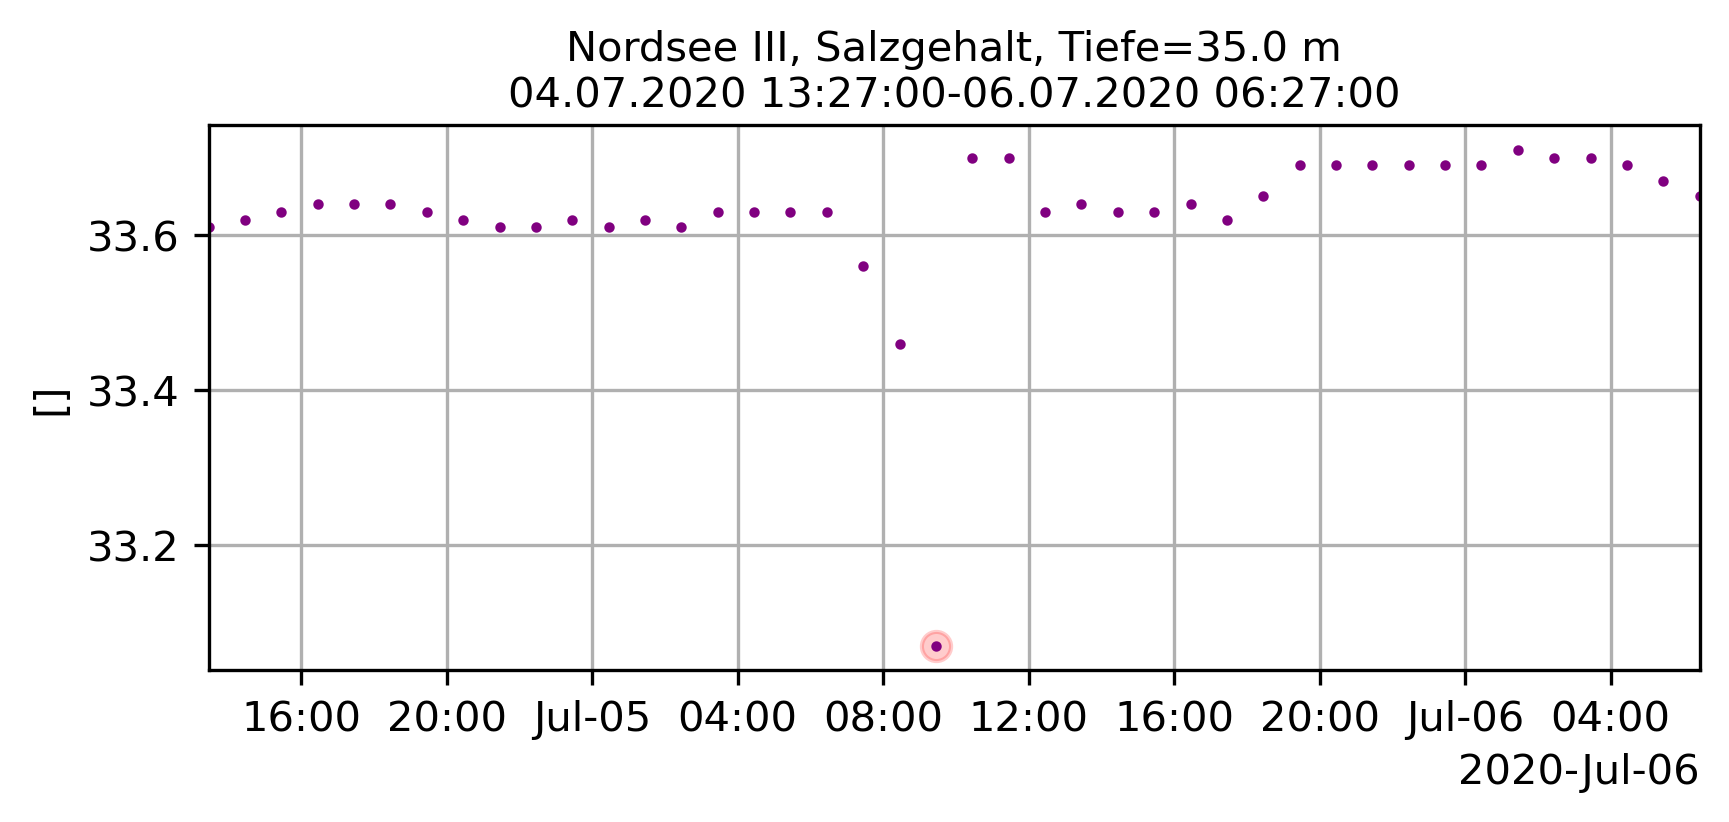 Nordsee III, Salzgehalt, Tiefe=35.0 m
04.07.2020 13:27:00-06.07.2020 06:27:00
33.6
33.4
33.2
[]
16:00 20:00 Jul-05 04:00 08:00 12:00 16:00 20:00 Jul-06 04:00
2020-Jul-06